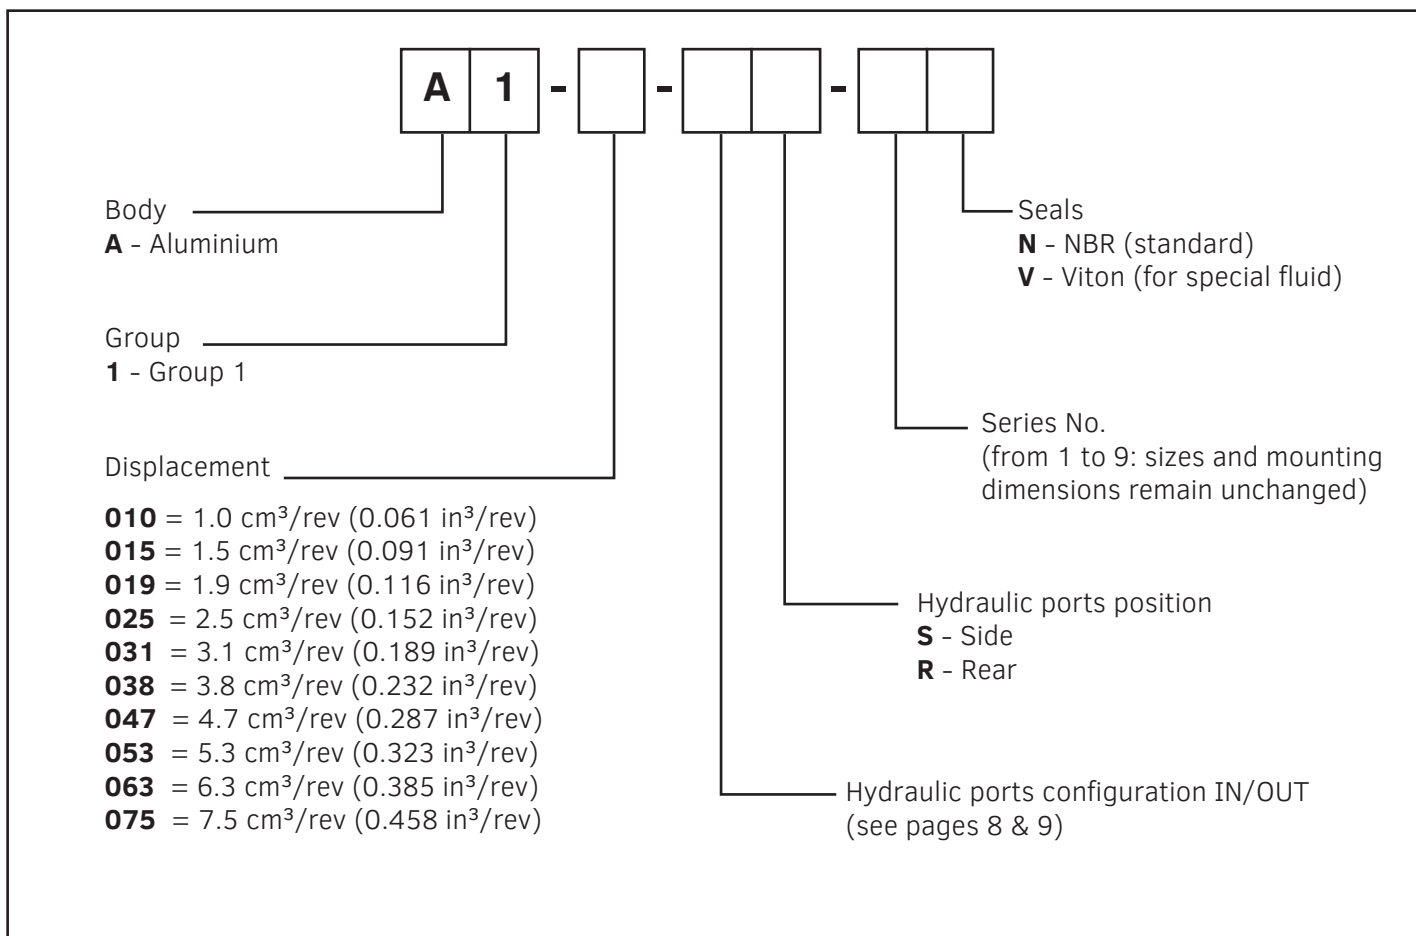 A 1 - - -
Body
A - Aluminium
Group
1 - Group 1
Displacement
010 = 1.0 cm³/rev (0.061 in³/rev)
015 = 1.5 cm³/rev (0.091 in³/rev)
019 = 1.9 cm³/rev (0.116 in³/rev)
025 = 2.5 cm³/rev (0.152 in³/rev)
031 = 3.1 cm³/rev (0.189 in³/rev)
038 = 3.8 cm³/rev (0.232 in³/rev)
047 = 4.7 cm³/rev (0.287 in³/rev)
053 = 5.3 cm³/rev (0.323 in³/rev)
063 = 6.3 cm³/rev (0.385 in³/rev)
075 = 7.5 cm³/rev (0.458 in³/rev)
Seals
N - NBR (standard)
V - Viton (for special fluid)
Series No.
(from 1 to 9: sizes and mounting
dimensions remain unchanged)
Hydraulic ports position
S - Side
R - Rear
Hydraulic ports configuration IN/OUT
(see pages 8 & 9)